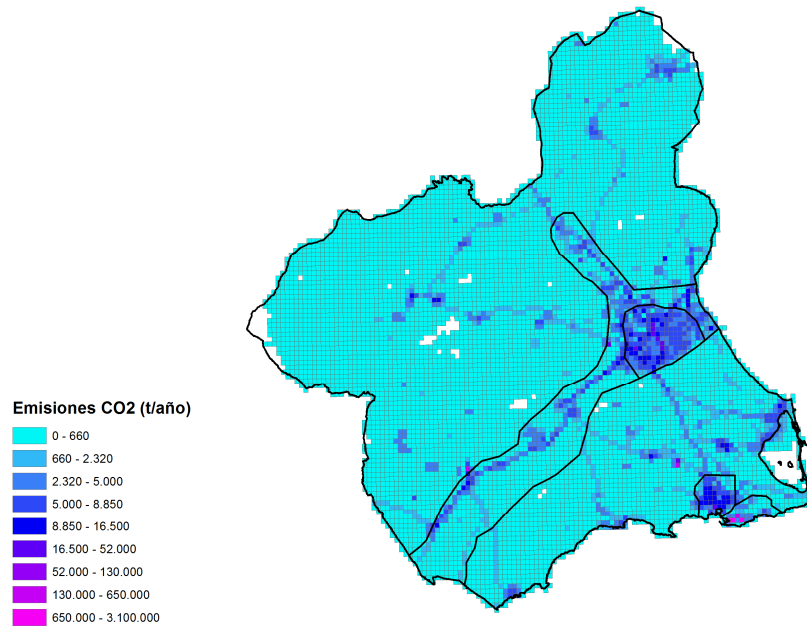 Emisiones CO2 (t/año)
0 - 660
660 - 2.320
2.320 - 5.000
5.000 - 8.850
8.850 - 16.500
16.500 - 52.000
52.000 - 130.000
130.000 - 650.000
650.000 - 3.100.000